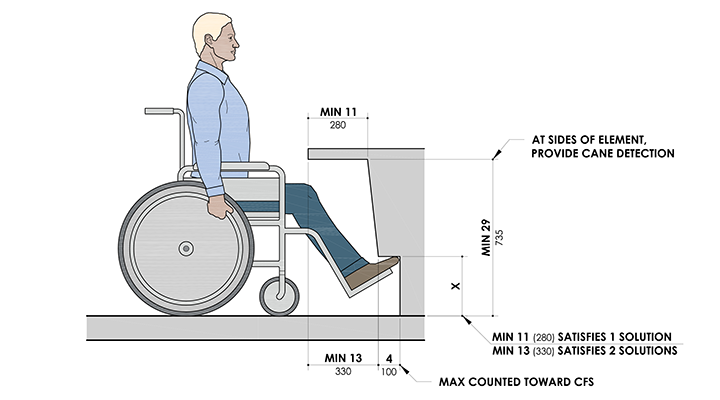 MIN 11
280
AT SIDES OF ELEMENT,
PROVIDE CANE DETECTION
MIN 29
735
X
MIN 11 (280) SATISFIES 1 SOLUTION
MIN 13 (330) SATISFIES 2 SOLUTIONS
MIN 13
330
4
100
MAX COUNTED TOWARD CFS